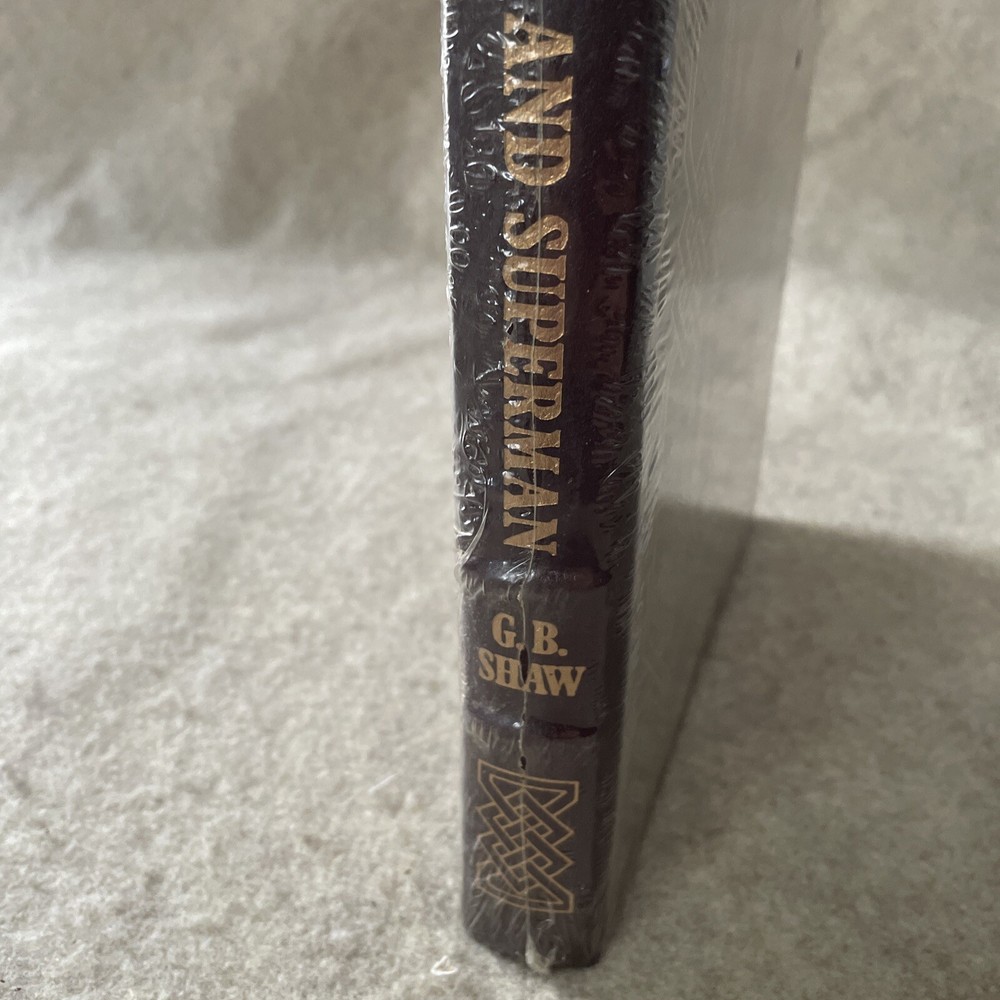 AND SUPERMAN
G. B.
SHAW